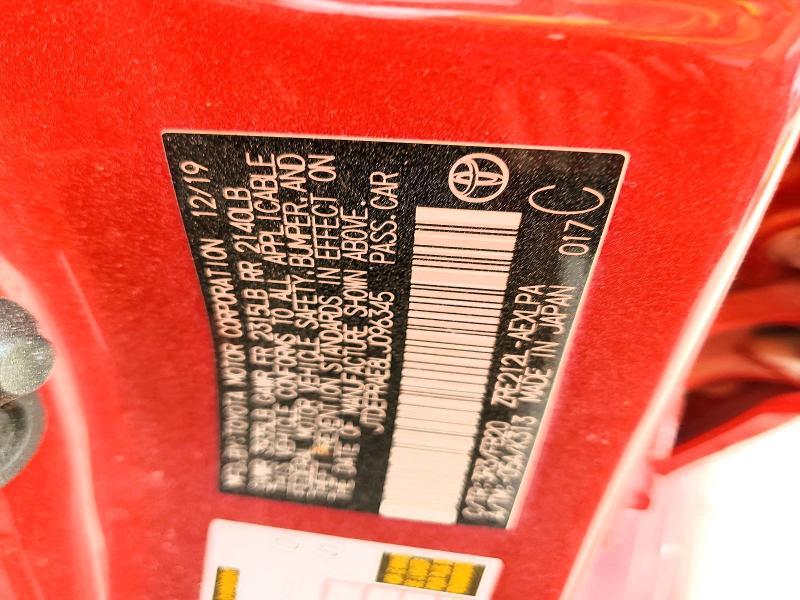 MFD. BY: TOYOTA MOTOR CORPORATION 12/19
GVWR FR 2315LB RR 2140LB
THIS VEHICLE CONFORMS TO ALL APPLICABLE
FEDERAL MOTOR VEHICLE SAFETY, BUMPER, AND
THEFT PREVENTION STANDARDS IN EFFECT ON
THE DATE OF MANUFACTURE SHOWN ABOVE.
PASS. CAR
ZRE212L-AEXLPA
MADE IN JAPAN 017 C